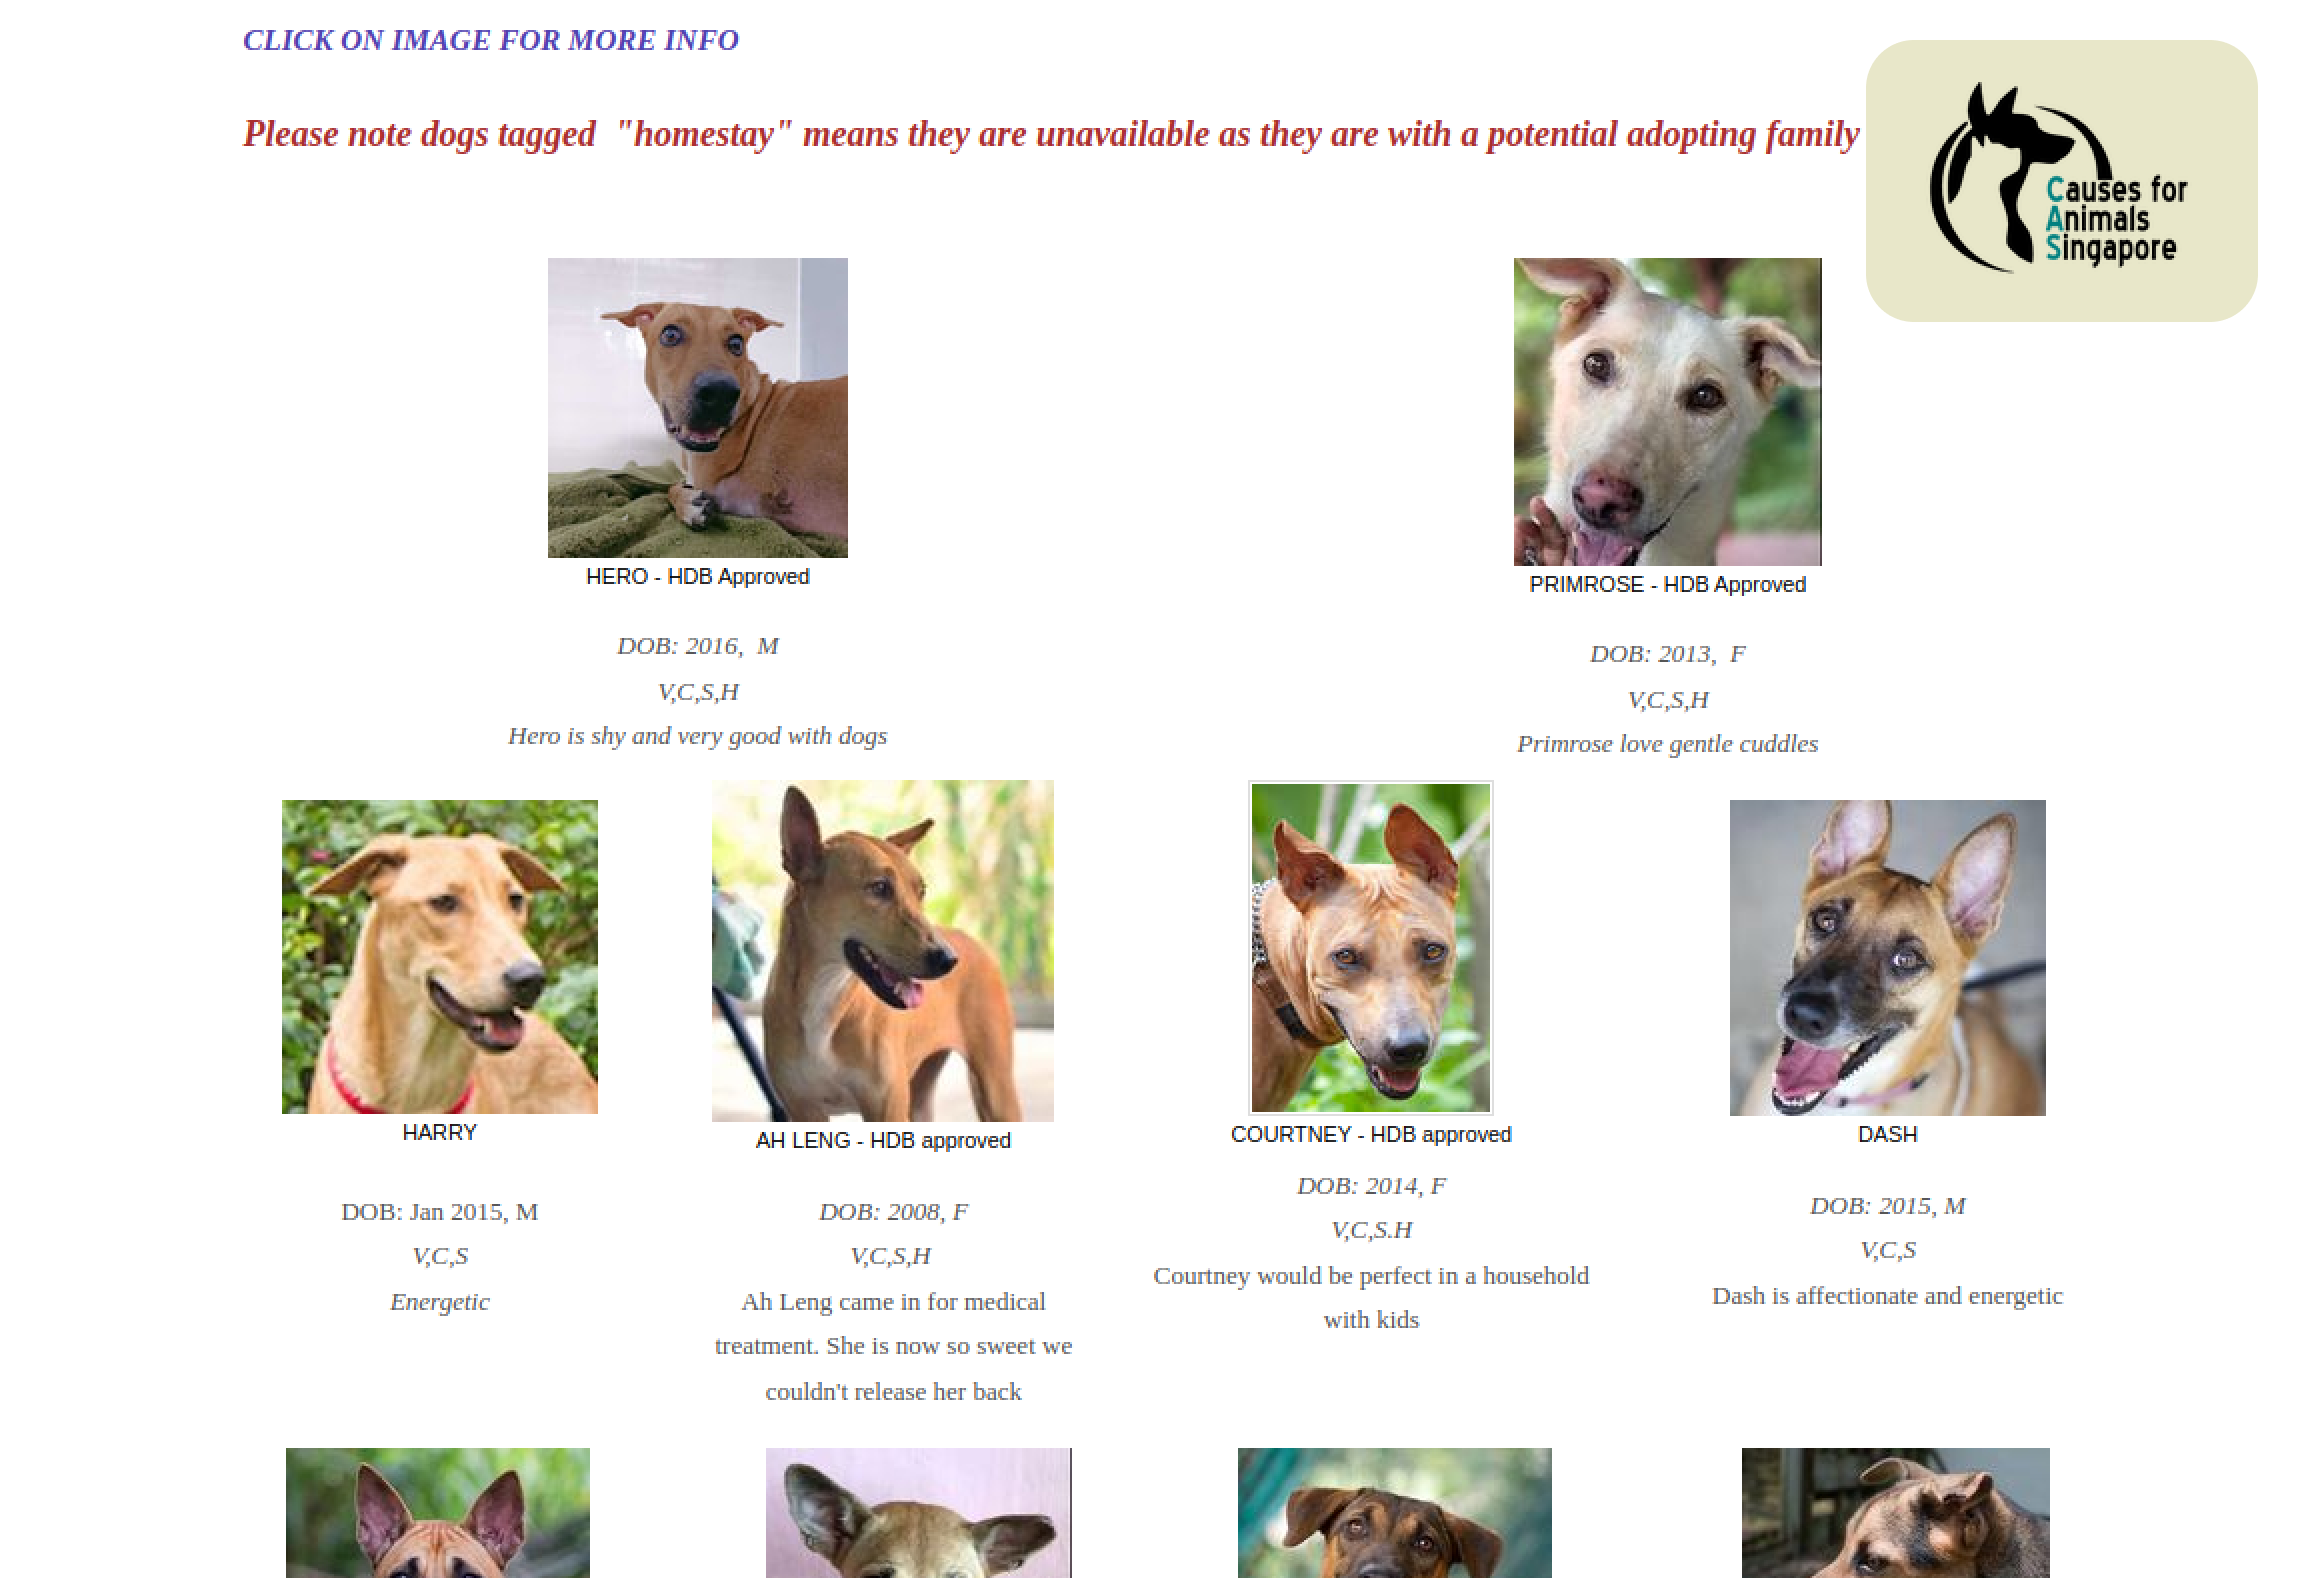 CLICK ON IMAGE FOR MORE INFO
Please note dogs tagged  "homestay" means they are unavailable as they are with a potential adopting family
Causes for
Animals
Singapore
HERO - HDB Approved
DOB: 2016,  M
V,C,S,H
Hero is shy and very good with dogs
PRIMROSE - HDB Approved
DOB: 2013,  F
V,C,S,H
Primrose love gentle cuddles
HARRY
DOB: Jan 2015, M
V,C,S
Energetic
AH LENG - HDB approved
DOB: 2008, F
V,C,S,H
Ah Leng came in for medical
treatment. She is now so sweet we
couldn't release her back
COURTNEY - HDB approved
DOB: 2014, F
V,C,S.H
Courtney would be perfect in a household
with kids
DASH
DOB: 2015, M
V,C,S
Dash is affectionate and energetic